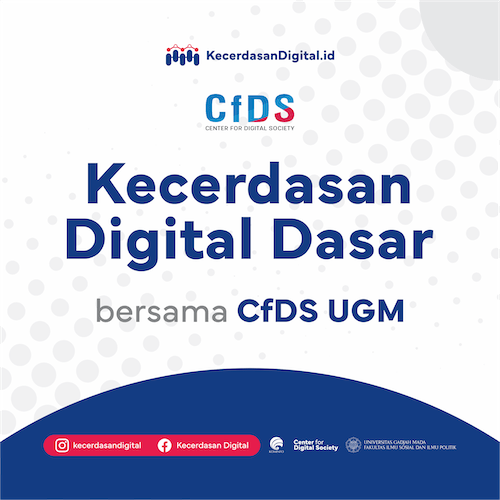 KecerdasanDigital.id
CfDS
CENTER FOR DIGITAL SOCIETY
Kecerdasan
Digital Dasar
bersama CfDS UGM
kecerdasandigital
Kecerdasan Digital
KOMINFO
Center for
Digital Society
UNIVERSITAS GADJAH MADA
FAKULTAS ILMU SOSIAL DAN ILMU POLITIK